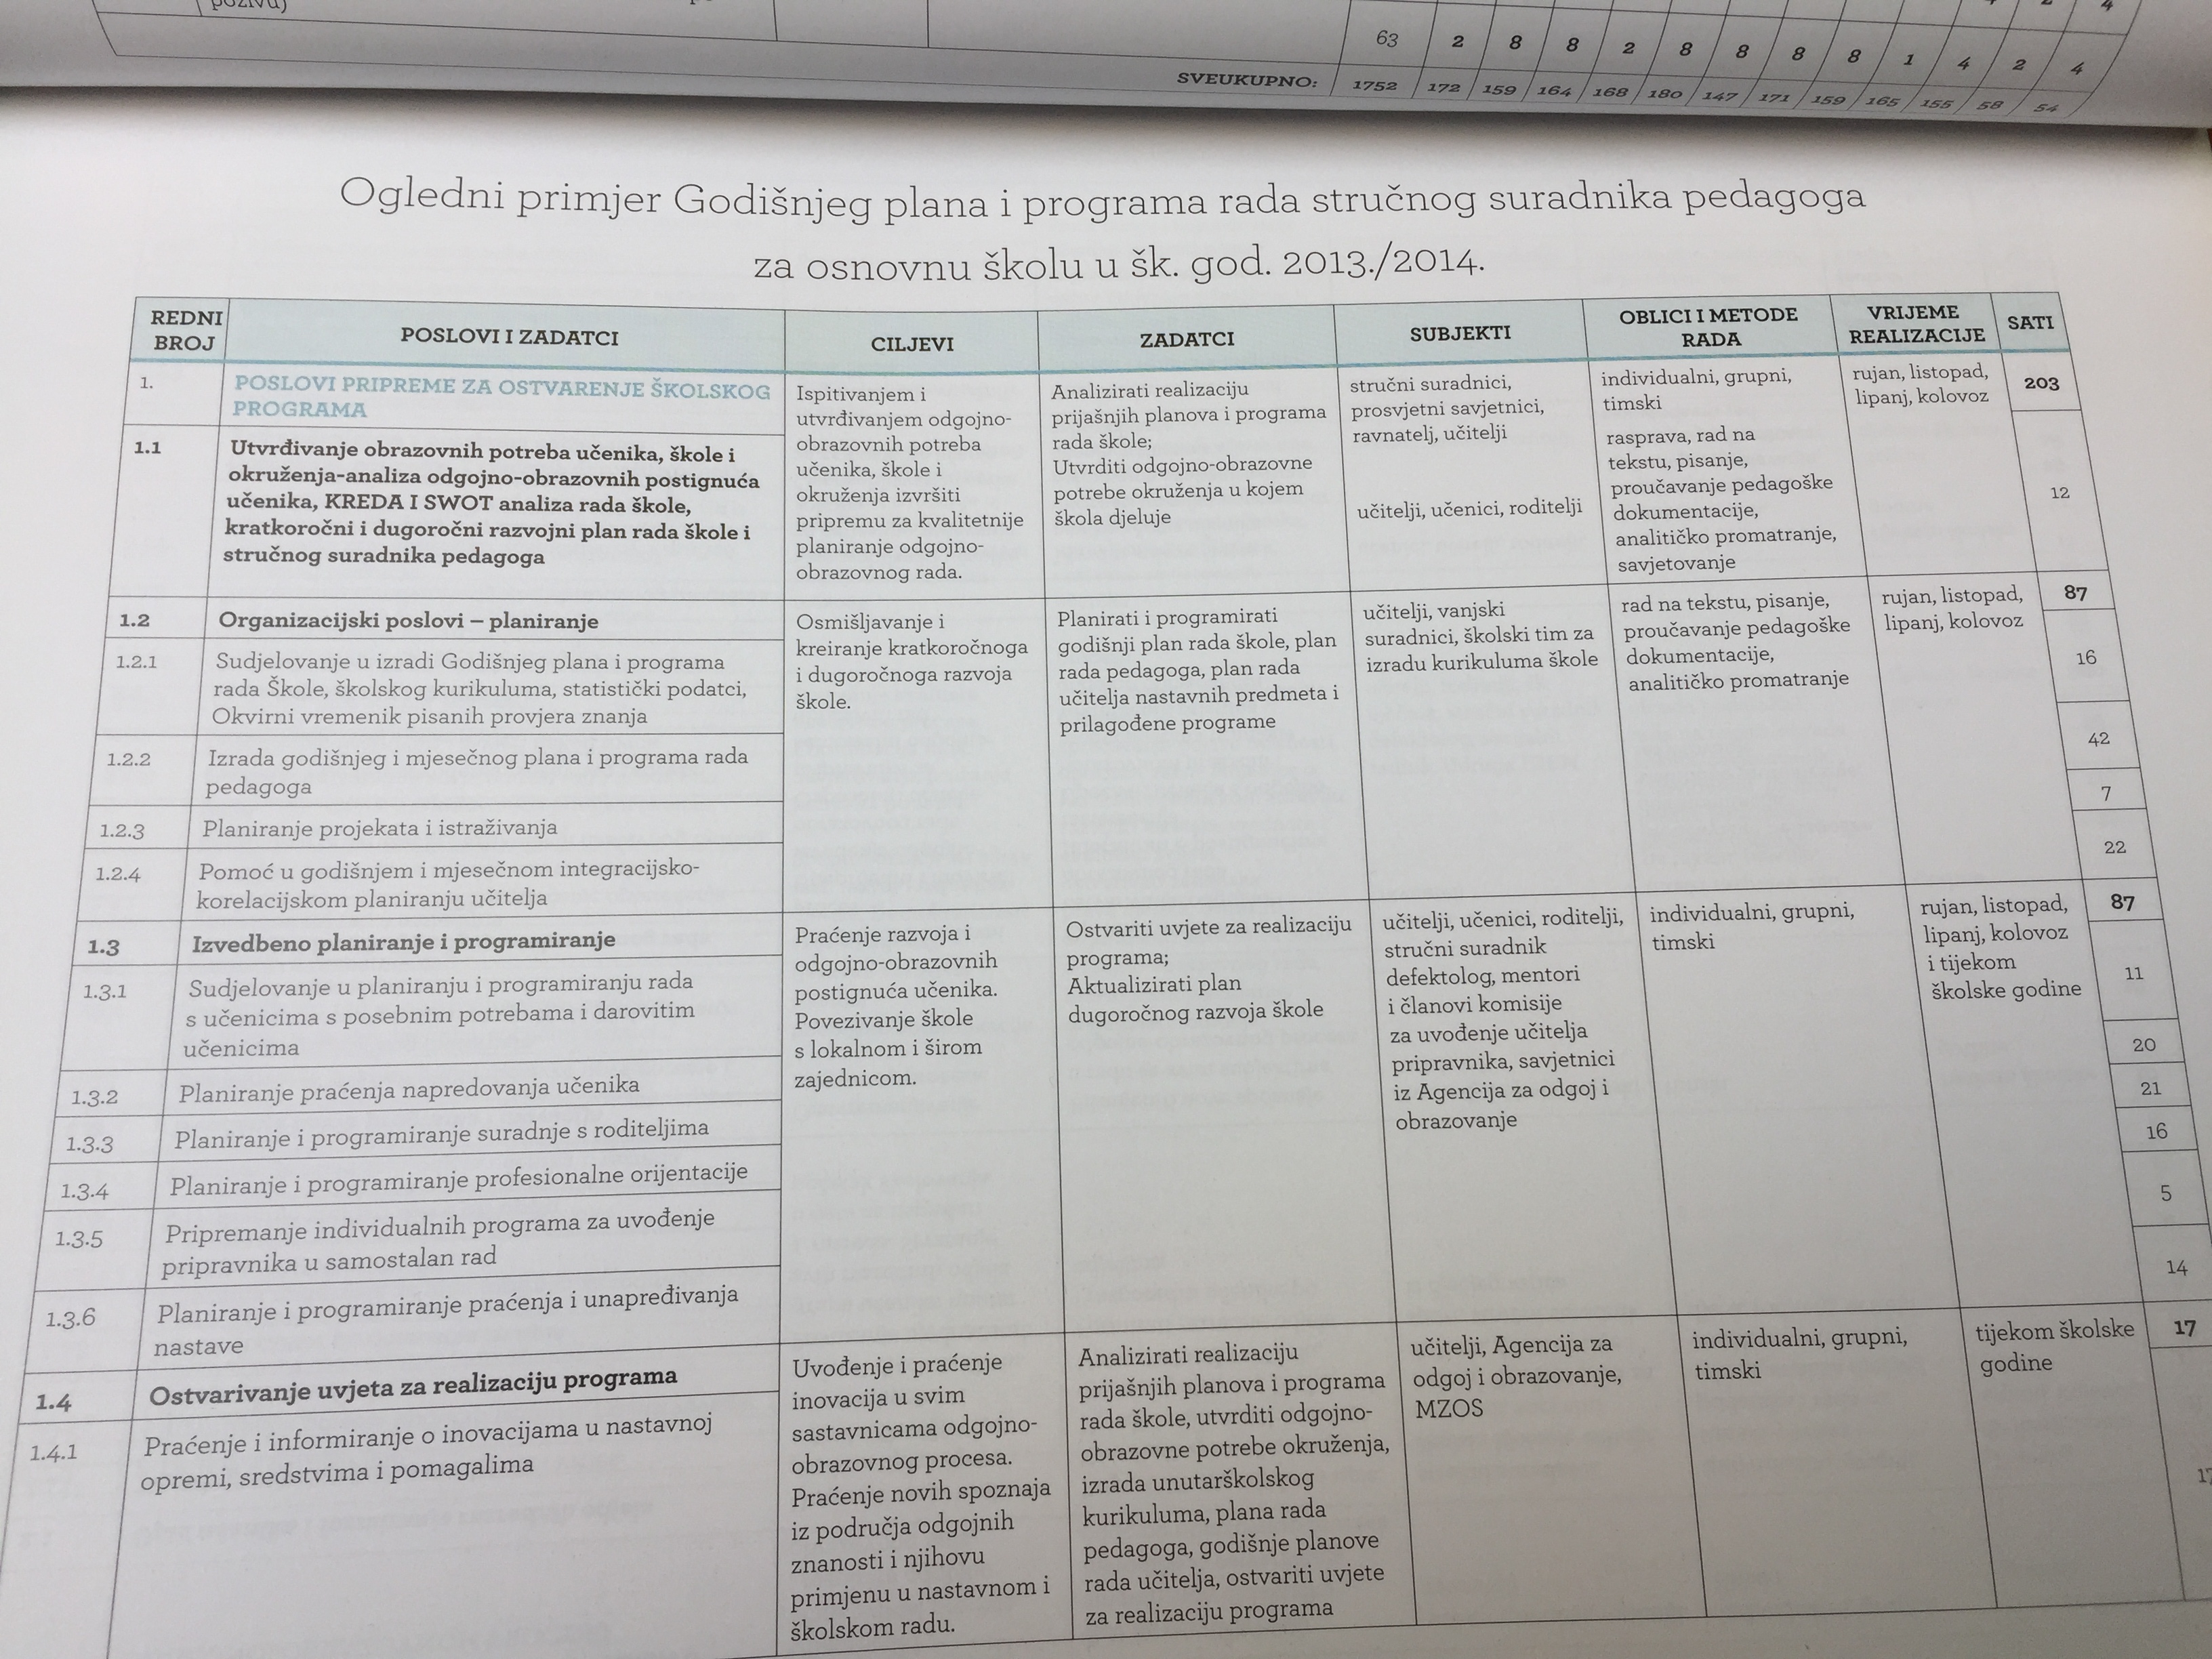 pozivu)
63 2 8 8 2 8 8 8 8 1 4 2 4
SVEUKUPNO: 1752 172 159 164 168 180 147 171 159 165 155 58 54
Ogledni primjer Godišnjeg plana i programa rada stručnog suradnika pedagoga
za osnovnu školu u šk. god. 2013./2014.
REDNI
BROJ
POSLOVI I ZADATCI
CILJEVI
ZADATCI
SUBJEKTI
OBLICI I METODE
RADA
VRIJEME
REALIZACIJE
SATI
1.
POSLOVI PRIPREME ZA OSTVARENJE ŠKOLSKOG
PROGRAMA
1.1
Utvrđivanje obrazovnih potreba učenika, škole i
okruženja-analiza odgojno-obrazovnih postignuća
učenika, KREDA I SWOT analiza rada škole,
kratkoročni i dugoročni razvojni plan rada škole i
stručnog suradnika pedagoga
Ispitivanjem i
utvrđivanjem odgojno-
obrazovnih potreba
učenika, škole i
okruženja izvršiti
pripremu za kvalitetnije
planiranje odgojno-
obrazovnog rada.
Analizirati realizaciju
prijašnjih planova i programa
rada škole;
Utvrditi odgojno-obrazovne
potrebe okruženja u kojem
škola djeluje
stručni suradnici,
prosvjetni savjetnici,
ravnatelj, učitelji
učitelji, učenici, roditelji
individualni, grupni,
timski
rasprava, rad na
tekstu, pisanje,
proučavanje pedagoške
dokumentacije,
analitičko promatranje,
savjetovanje
rujan, listopad,
lipanj, kolovoz
203
12
1.2
Organizacijski poslovi – planiranje
1.2.1
Sudjelovanje u izradi Godišnjeg plana i programa
rada Škole, školskog kurikuluma, statistički podatci,
Okvirni vremenik pisanih provjera znanja
1.2.2
Izrada godišnjeg i mjesečnog plana i programa rada
pedagoga
1.2.3
Planiranje projekata i istraživanja
1.2.4
Pomoć u godišnjem i mjesečnom integracijsko-
korelacijskom planiranju učitelja
Osmišljavanje i
kreiranje kratkoročnoga
i dugoročnoga razvoja
škole.
Planirati i programirati
godišnji plan rada škole, plan
rada pedagoga, plan rada
učitelja nastavnih predmeta i
prilagođene programe
učitelji, vanjski
suradnici, školski tim za
izradu kurikuluma škole
rad na tekstu, pisanje,
proučavanje pedagoške
dokumentacije,
analitičko promatranje
rujan, listopad,
lipanj, kolovoz
87
16
42
7
22
1.3
Izvedbeno planiranje i programiranje
1.3.1
Sudjelovanje u planiranju i programiranju rada
s učenicima s posebnim potrebama i darovitim
učenicima
1.3.2
Planiranje praćenja napredovanja učenika
1.3.3
Planiranje i programiranje suradnje s roditeljima
1.3.4
Planiranje i programiranje profesionalne orijentacije
1.3.5
Pripremanje individualnih programa za uvođenje
pripravnika u samostalan rad
1.3.6
Planiranje i programiranje praćenja i unapređivanja
nastave
Praćenje razvoja i
odgojno-obrazovnih
postignuća učenika.
Povezivanje škole
s lokalnom i širom
zajednicom.
Ostvariti uvjete za realizaciju
programa;
Aktualizirati plan
dugoročnog razvoja škole
učitelji, učenici, roditelji,
stručni suradnik
defektolog, mentori
i članovi komisije
za uvođenje učitelja
pripravnika, savjetnici
iz Agencija za odgoj i
obrazovanje
individualni, grupni,
timski
rujan, listopad,
lipanj, kolovoz
i tijekom
školske godine
87
11
20
21
16
5
14
1.4
Ostvarivanje uvjeta za realizaciju programa
1.4.1
Praćenje i informiranje o inovacijama u nastavnoj
opremi, sredstvima i pomagalima
Uvođenje i praćenje
inovacija u svim
sastavnicama odgojno-
obrazovnog procesa.
Praćenje novih spoznaja
iz područja odgojnih
znanosti i njihovu
primjenu u nastavnom i
školskom radu.
Analizirati realizaciju
prijašnjih planova i programa
rada škole, utvrditi odgojno-
obrazovne potrebe okruženja,
izrada unutarškolskog
kurikuluma, plana rada
pedagoga, godišnje planove
rada učitelja, ostvariti uvjete
za realizaciju programa
učitelji, Agencija za
odgoj i obrazovanje,
MZOS
individualni, grupni,
timski
tijekom školske
godine
17
17